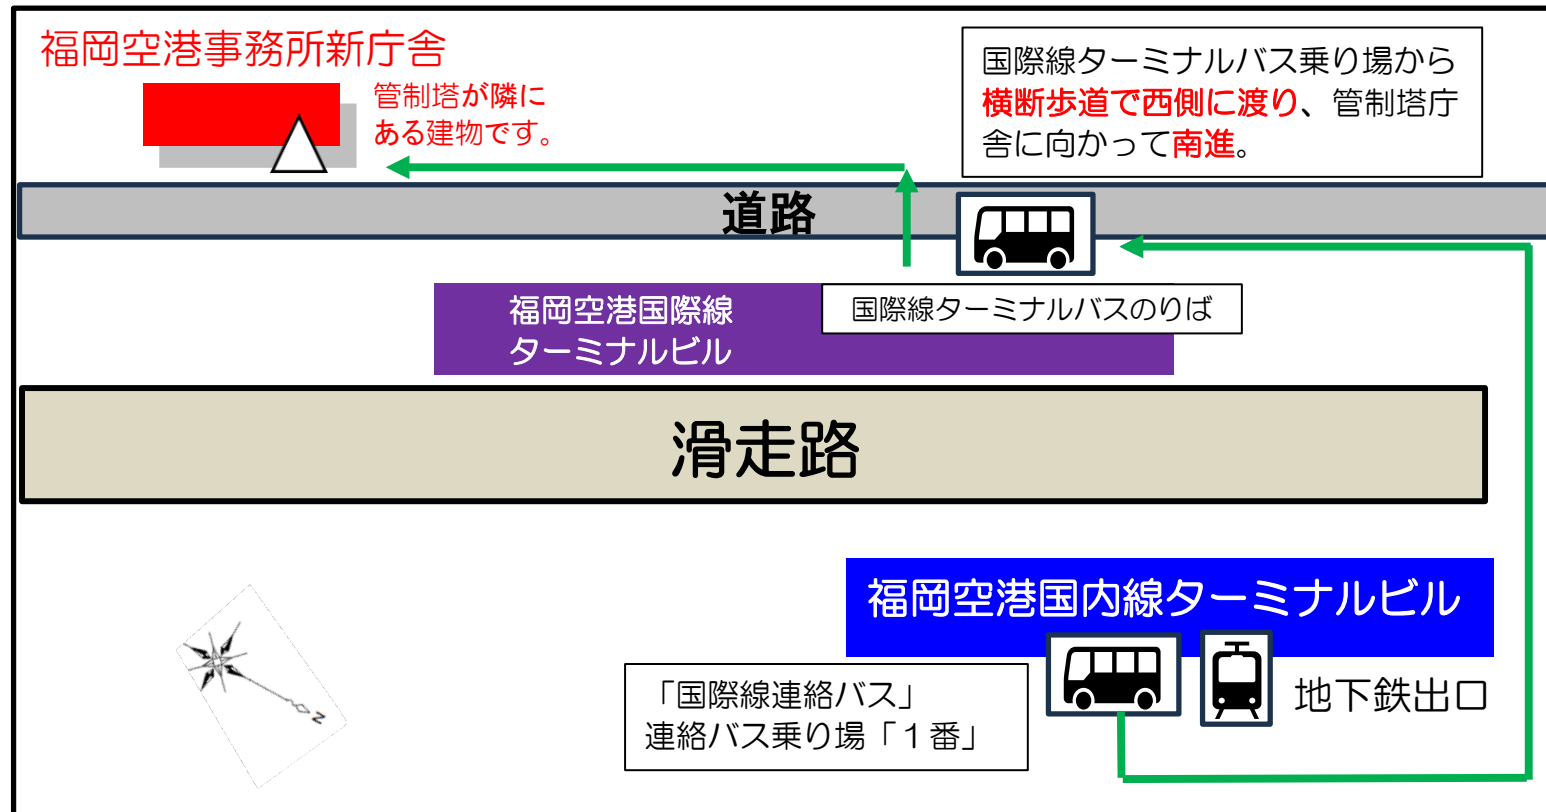 福岡空港事務所新庁舎
管制塔が隣に
ある建物です。
国際線ターミナルバス乗り場から
横断歩道で西側に渡り、管制塔庁
舎に向かって南進。
道路
福岡空港国際線
ターミナルビル
国際線ターミナルバスのりば
滑走路
福岡空港国内線ターミナルビル
「国際線連絡バス」
連絡バス乗り場「１番」
地下鉄出口
N